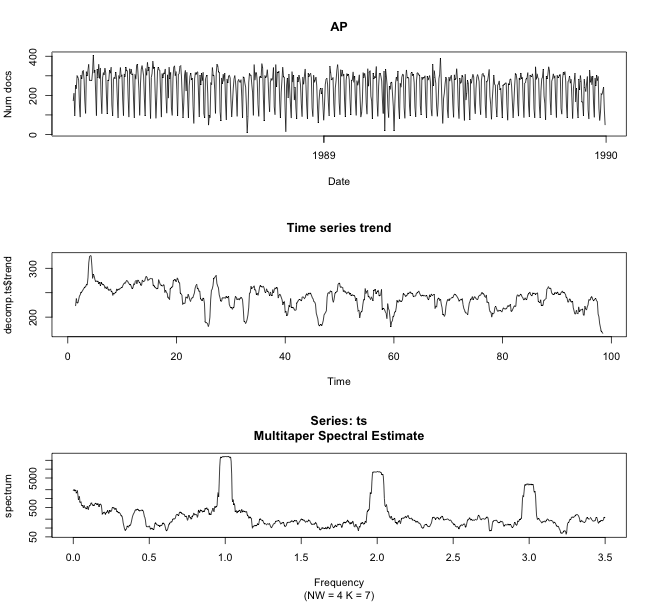 AP
Num docs
400
200
0
1989
1990
Date
Time series trend
decomp.ts$trend
300
200
0
20
40
60
80
100
Time
Series: ts
Multitaper Spectral Estimate
spectrum
5000
500
50
0.0
0.5
1.0
1.5
2.0
2.5
3.0
3.5
Frequency
(NW = 4 K = 7)